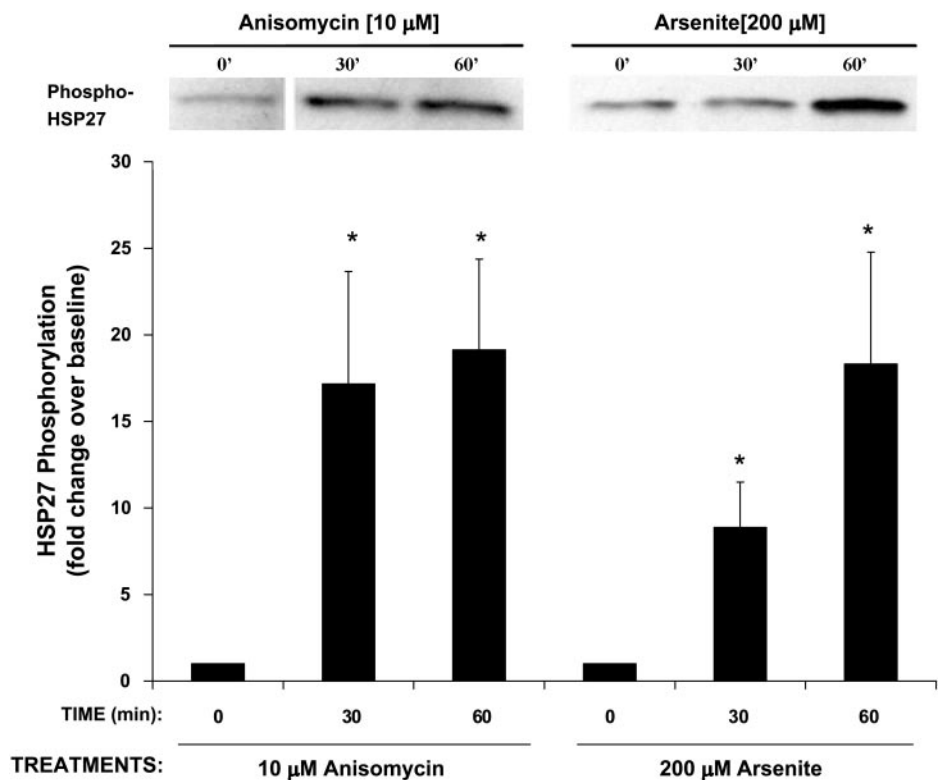 Anisomycin [10 µM] Arsenite[200 µM]
0' 30' 60' 0' 30' 60'
Phospho-
HSP27
HSP27 Phosphorylation
(fold change over baseline)
30
25
20
15
10
5
0
* * * *
TIME (min): 0 30 60 0 30 60
TREATMENTS: 10 µM Anisomycin 200 µM Arsenite